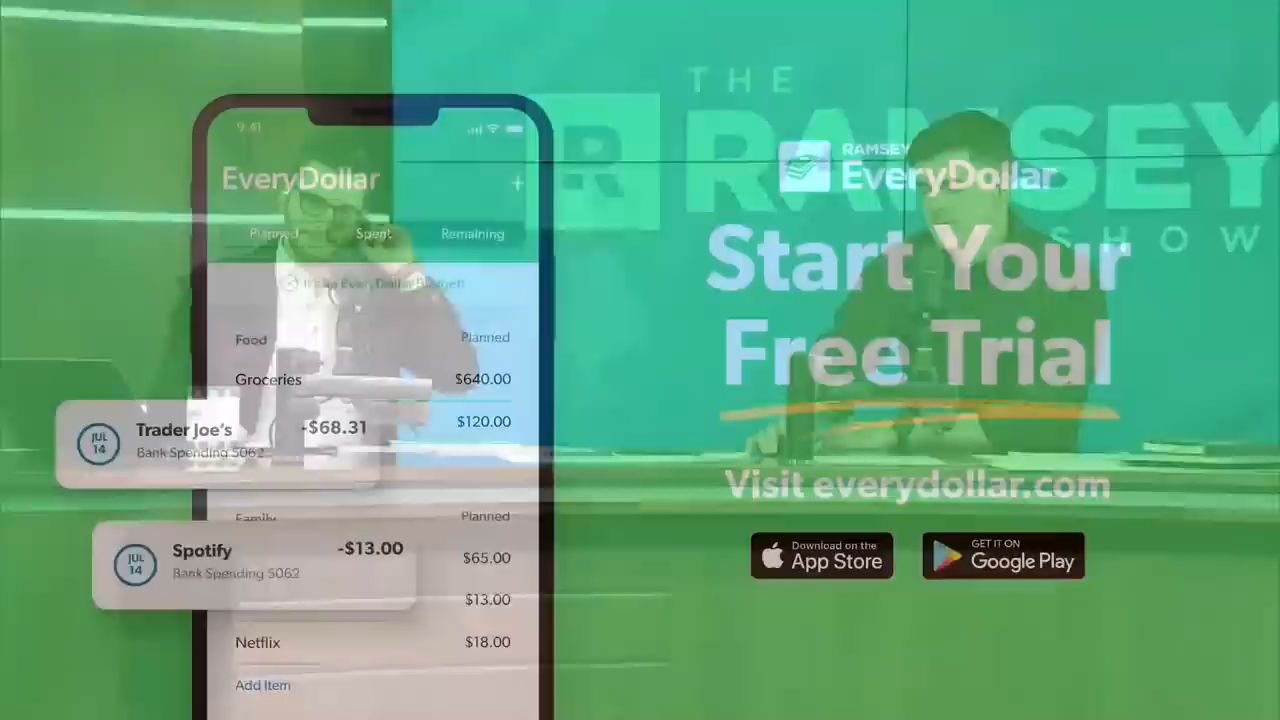 THE
RAMSEY
SHOW
R
9:41
EveryDollar
+
Planned Spent Remaining
EveryDollar
Food Planned
Groceries $640.00
$120.00
JUL
14
Trader Joe's -$68.31
Bank Spending 5062
Family Planned
JUL
14
Spotify -$13.00
Bank Spending 5062
$65.00
$13.00
Netflix $18.00
Add Item
RAMSEY
EveryDollar
Start Your
Free Trial
Visit everydollar.com
Download on the
App Store
GET IT ON
Google Play